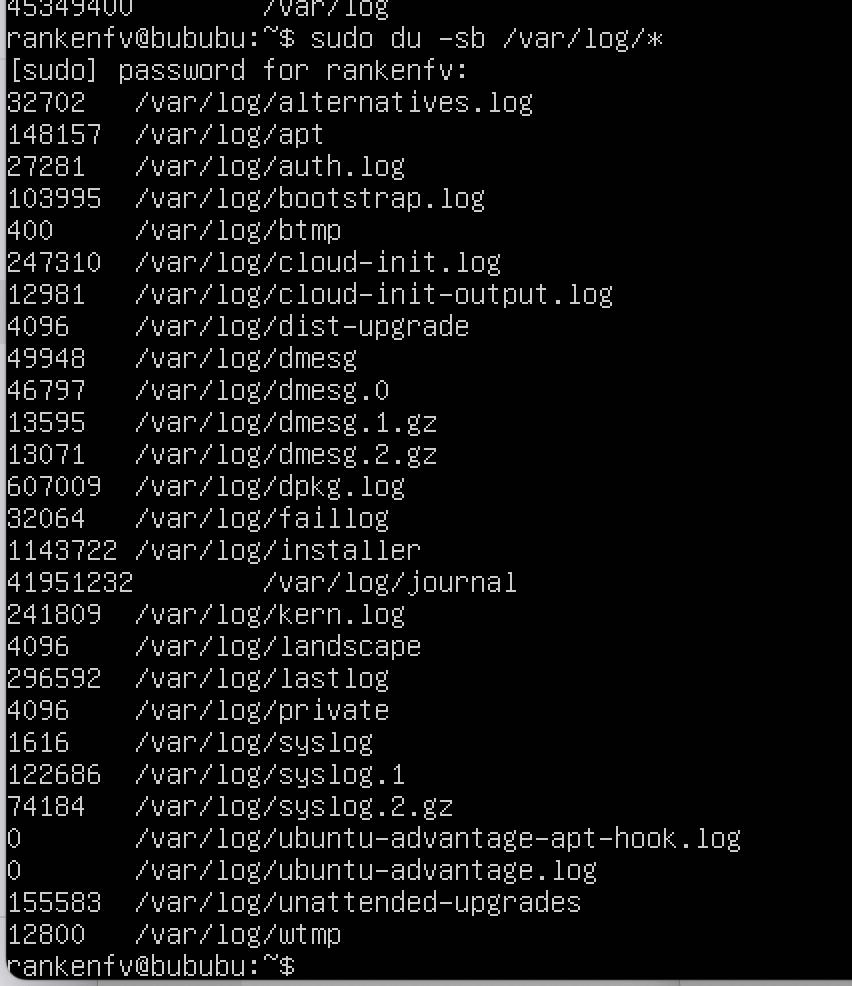 45349400        /var/log
rankenfv@bububu:~$ sudo du -sb /var/log/*
[sudo] password for rankenfv:
32702   /var/log/alternatives.log
148157  /var/log/apt
27281   /var/log/auth.log
103995  /var/log/bootstrap.log
400     /var/log/btmp
247310  /var/log/cloud-init.log
12981   /var/log/cloud-init-output.log
4096    /var/log/dist-upgrade
49948   /var/log/dmesg
46797   /var/log/dmesg.0
13595   /var/log/dmesg.1.gz
13071   /var/log/dmesg.2.gz
607009  /var/log/dpkg.log
32064   /var/log/faillog
1143722 /var/log/installer
41951232        /var/log/journal
241809  /var/log/kern.log
4096    /var/log/landscape
296592  /var/log/lastlog
4096    /var/log/private
1616    /var/log/syslog
122686  /var/log/syslog.1
74184   /var/log/syslog.2.gz
0       /var/log/ubuntu-advantage-apt-hook.log
0       /var/log/ubuntu-advantage.log
155583  /var/log/unattended-upgrades
12800   /var/log/wtmp
rankenfv@bububu:~$